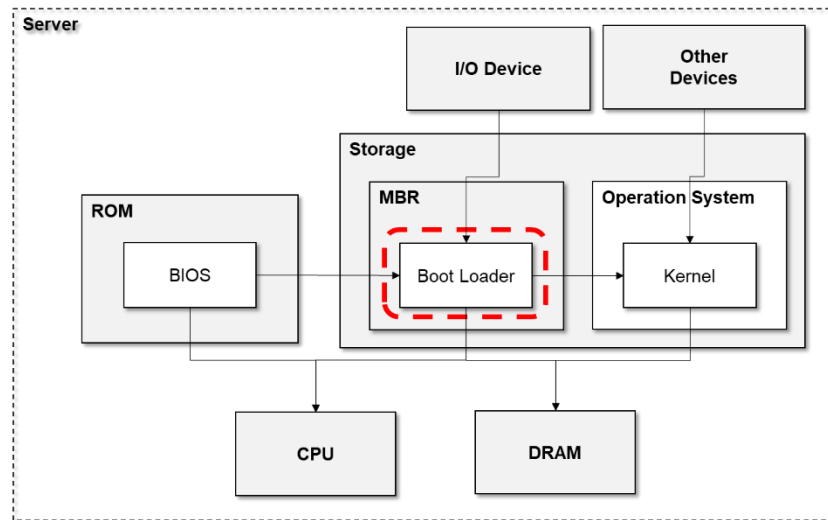 Server
I/O Device
Other
Devices
Storage
MBR
Operation System
ROM
BIOS
Boot Loader
Kernel
CPU
DRAM